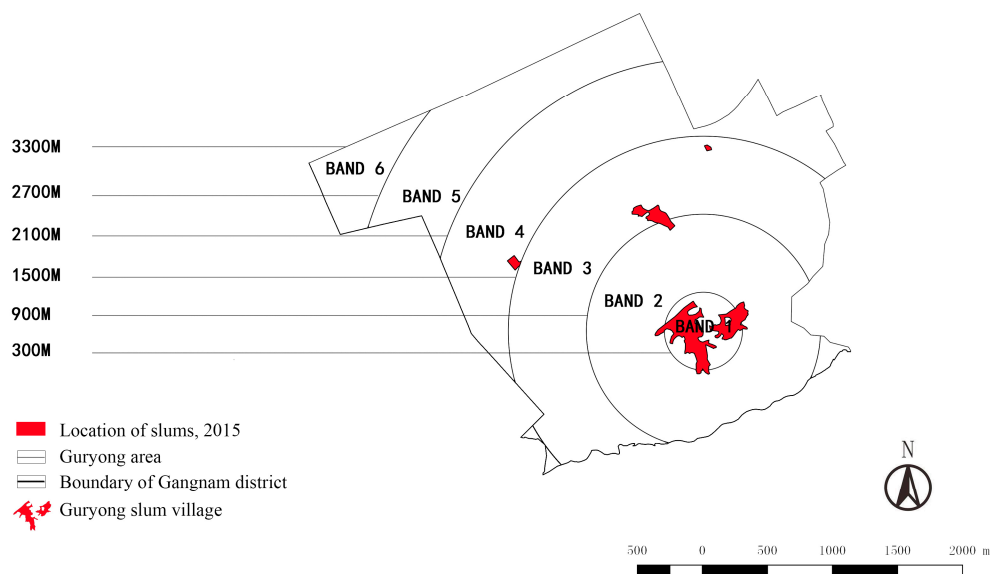 3300M
BAND 6
2700M
BAND 5
2100M
BAND 4
1500M
BAND 3
900M
BAND 2
BAND 1
300M
Location of slums, 2015
Guryong area
Boundary of Gangnam district
Guryong slum village
N
500 0 500 1000 1500 2000 m